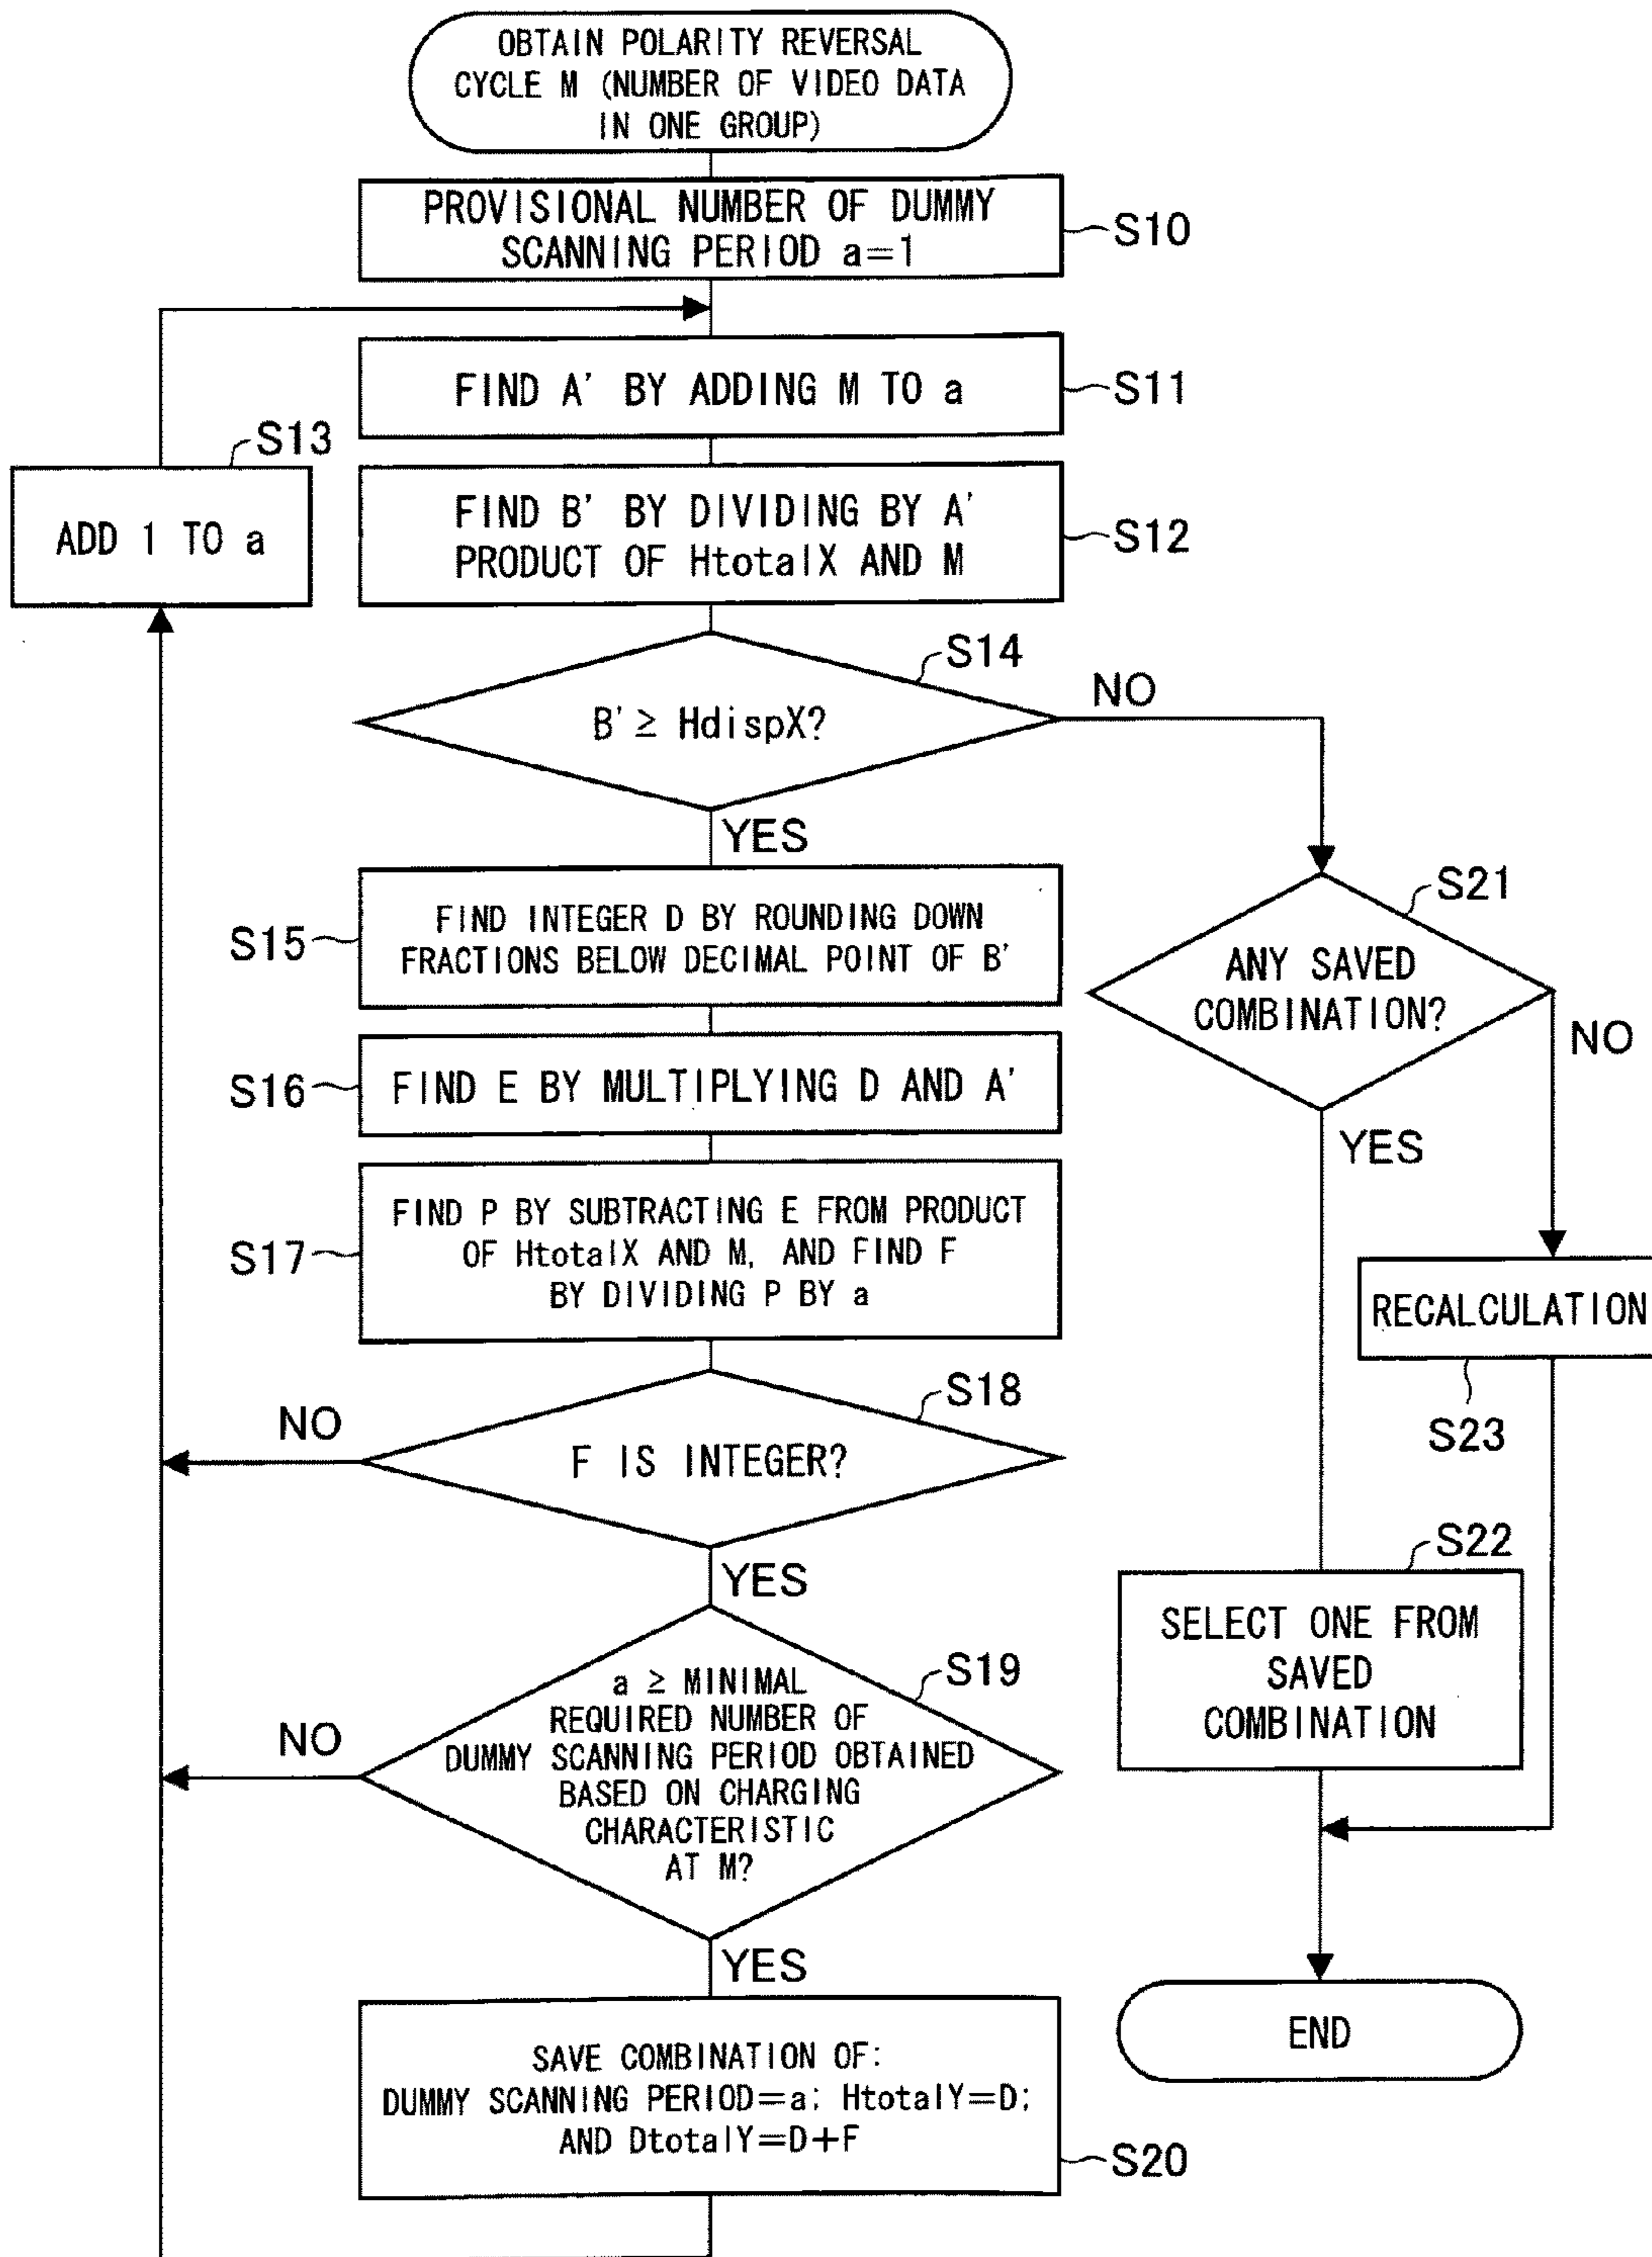 OBTAIN POLARITY REVERSAL
CYCLE M (NUMBER OF VIDEO DATA
IN ONE GROUP)
PROVISIONAL NUMBER OF DUMMY
SCANNING PERIOD a=1
S10
FIND A' BY ADDING M TO a
S11
S13
ADD 1 TO a
FIND B' BY DIVIDING BY A'
PRODUCT OF HtotalX AND M
S12
S14
B' ≥ HdispX?
NO
YES
S15
FIND INTEGER D BY ROUNDING DOWN
FRACTIONS BELOW DECIMAL POINT OF B'
S21
ANY SAVED
COMBINATION?
NO
YES
S16
FIND E BY MULTIPLYING D AND A'
S17
FIND P BY SUBTRACTING E FROM PRODUCT
OF HtotalX AND M, AND FIND F
BY DIVIDING P BY a
RECALCULATION
S23
S18
F IS INTEGER?
NO
YES
S22
SELECT ONE FROM
SAVED
COMBINATION
S19
a ≥ MINIMAL
REQUIRED NUMBER OF
DUMMY SCANNING PERIOD OBTAINED
BASED ON CHARGING
CHARACTERISTIC
AT M?
NO
YES
SAVE COMBINATION OF:
DUMMY SCANNING PERIOD=a; HtotalY=D;
AND DtotalY=D+F
S20
END